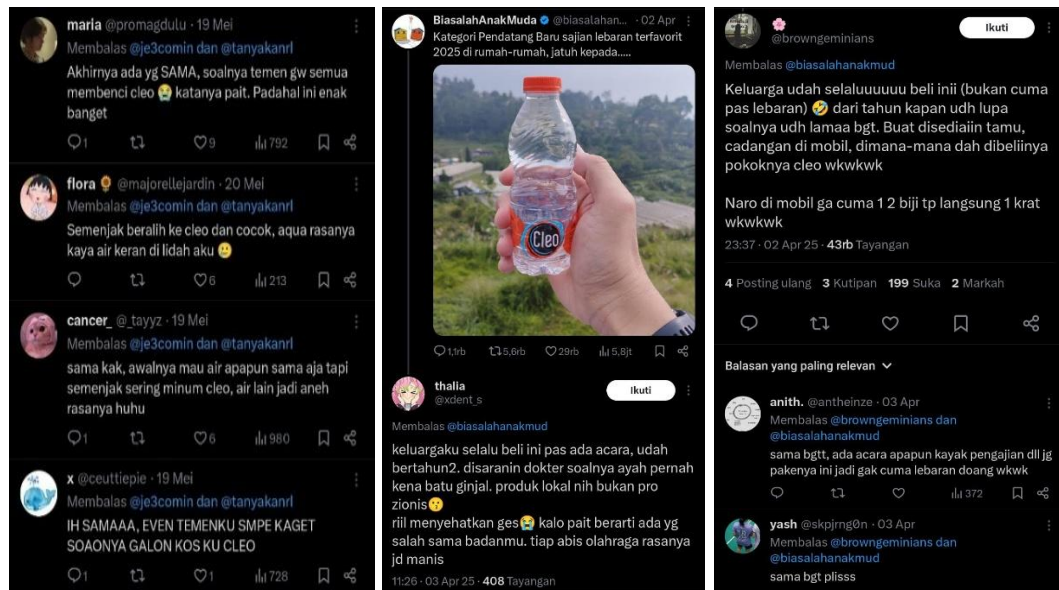 maria @promagdulu · 19 Mei
Membalas @je3comin dan @tanyakanrl
Akhirnya ada yg SAMA, soalnya temen gw semua
membenci cleo 😭 katanya pait. Padahal ini enak
banget
1 9 792
flora 🌻 @majorellejardin · 20 Mei
Membalas @je3comin dan @tanyakanrl
Semenjak beralih ke cleo dan cocok, aqua rasanya
kaya air keran di lidah aku 🥲
6 213
cancer_ @_tayyz · 19 Mei
Membalas @je3comin dan @tanyakanrl
sama kak, awalnya mau air apapun sama aja tapi
semenjak sering minum cleo, air lain jadi aneh
rasanya huhu
1 6 980
x @ceuttiepie · 19 Mei
Membalas @je3comin dan @tanyakanrl
IH SAMAAA, EVEN TEMENKU SMPE KAGET
SOAONYA GALON KOS KU CLEO
1 1 728
BiasalahAnakMuda @biasalahan... · 02 Apr
Kategori Pendatang Baru sajian lebaran terfavorit
2025 di rumah-rumah, jatuh kepada.....
Cleo
1,1rb 5,6rb 29rb 5,8jt
thalia
@xdent_s
Ikuti
Membalas @biasalahanakmud
keluargaku selalu beli ini pas ada acara, udah
bertahun2. disaranin dokter soalnya ayah pernah
kena batu ginjal. produk lokal nih bukan pro
zionis😗
riil menyehatkan ges😭 kalo pait berarti ada yg
salah sama badanmu. tiap abis olahraga rasanya
jd manis
11:26 · 03 Apr 25 · 408 Tayangan
🌸
@browngeminians
Ikuti
Membalas @biasalahanakmud
Keluarga udah selaluuuuuu beli inii (bukan cuma
pas lebaran) 🤣 dari tahun kapan udh lupa
soalnya udh lamaa bgt. Buat disediaiin tamu,
cadangan di mobil, dimana-mana dah dibeliinya
pokoknya cleo wkwkwk
Naro di mobil ga cuma 1 2 biji tp langsung 1 krat
wkwkwk
23:37 · 02 Apr 25 · 43rb Tayangan
4 Posting ulang 3 Kutipan 199 Suka 2 Markah
Balasan yang paling relevan
anith. @antheinze · 03 Apr
Membalas @browngeminians dan
@biasalahanakmud
sama bgtt, ada acara apapun kayak pengajian dll jg
pakenya ini jadi gak cuma lebaran doang wkwk
372
yash @skpjrng0n · 03 Apr
Membalas @browngeminians dan
@biasalahanakmud
sama bgt plisss